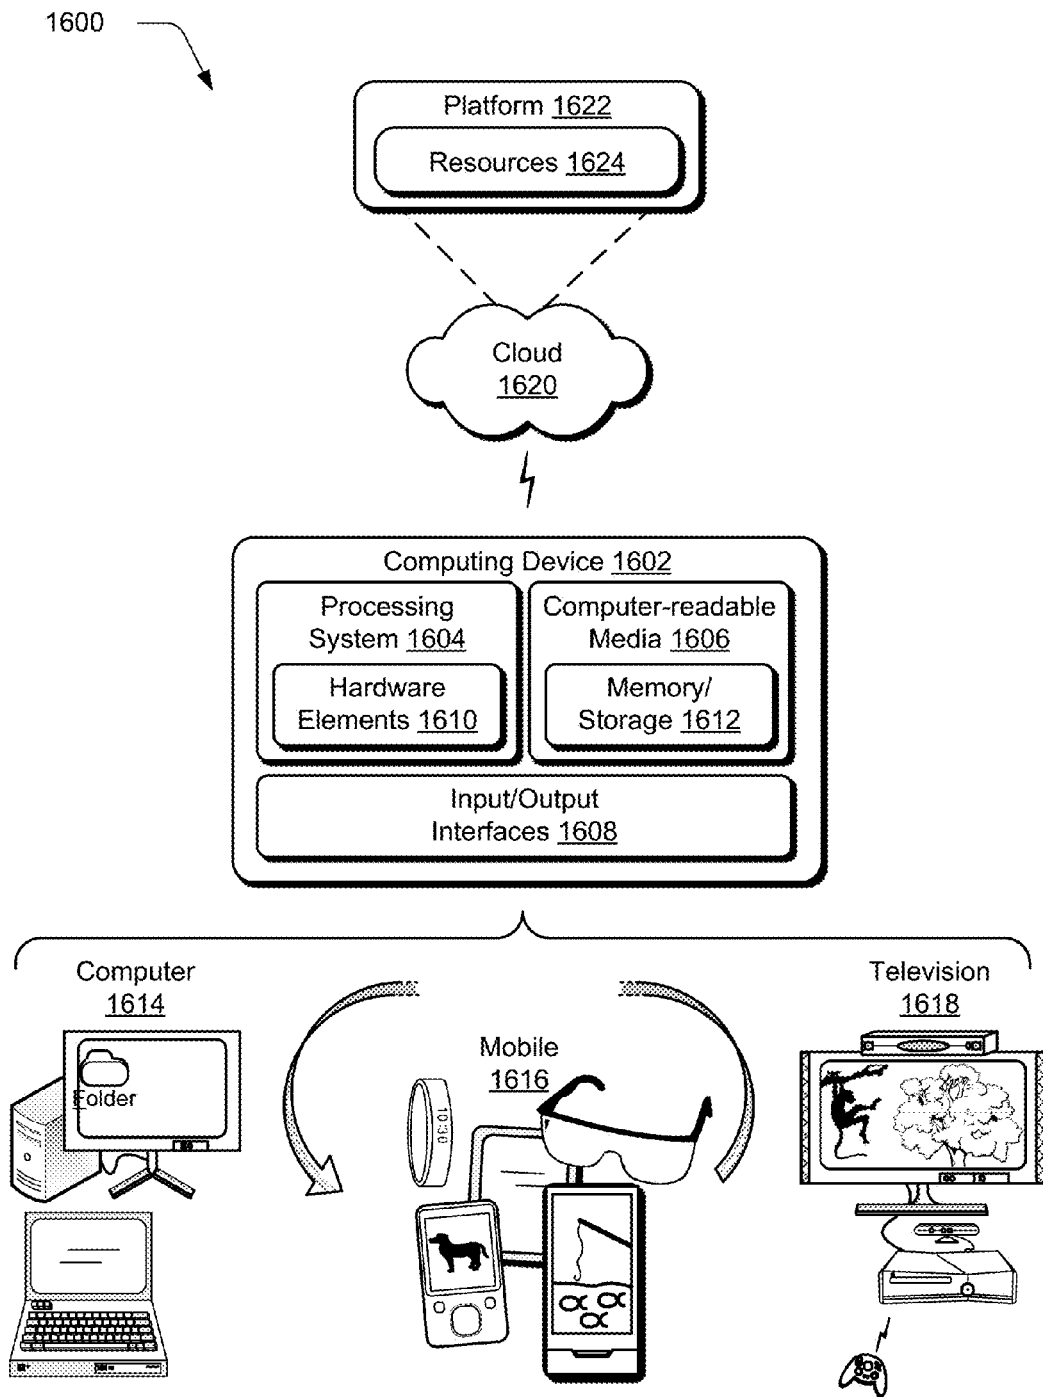 1600
Platform 1622
Resources 1624
Cloud
1620
Computing Device 1602
Processing
System 1604
Hardware
Elements 1610
Computer-readable
Media 1606
Memory/
Storage 1612
Input/Output
Interfaces 1608
Computer
1614
Folder
Mobile
1616
10:30
Television
1618